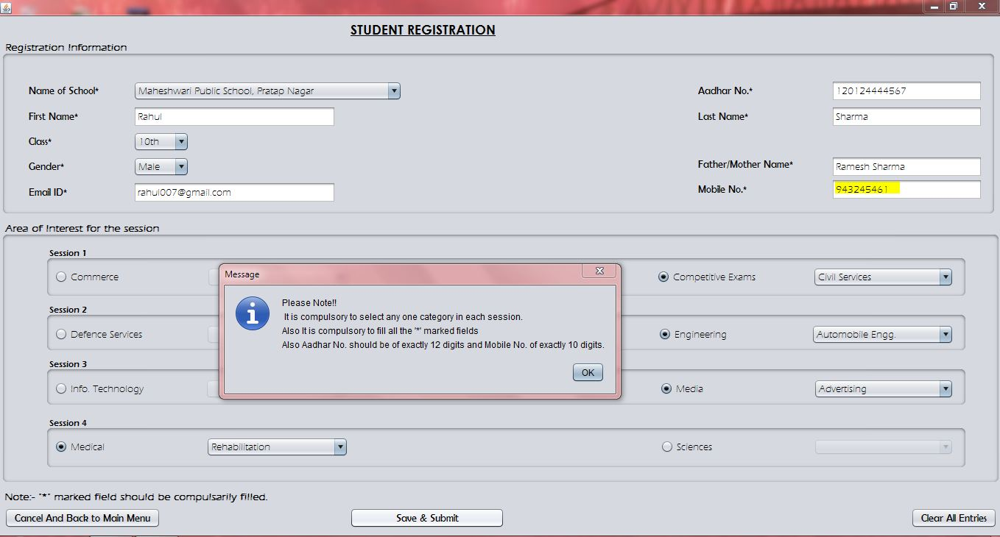 STUDENT REGISTRATION
Registration Information
Name of School* Maheshwari Public School, Pratap Nagar Aadhar No.* 120124444567
First Name* Rahul Last Name* Sharma
Class* 10th
Gender* Male Father/Mother Name* Ramesh Sharma
Email ID* rahul007@gmail.com Mobile No.* 943245461
Area of Interest for the session
Session 1
Commerce Competitive Exams Civil Services
Session 2
Defence Services Engineering Automobile Engg.
Session 3
Info. Technology Media Advertising
Session 4
Medical Rehabilitation Sciences
Message
Please Note!!
It is compulsory to select any one category in each session.
Also It is compulsory to fill all the '*' marked fields
Also Aadhar No. should be of exactly 12 digits and Mobile No. of exactly 10 digits.
OK
Note:- "*" marked field should be compulsarily filled.
Cancel And Back to Main Menu Save & Submit Clear All Entries